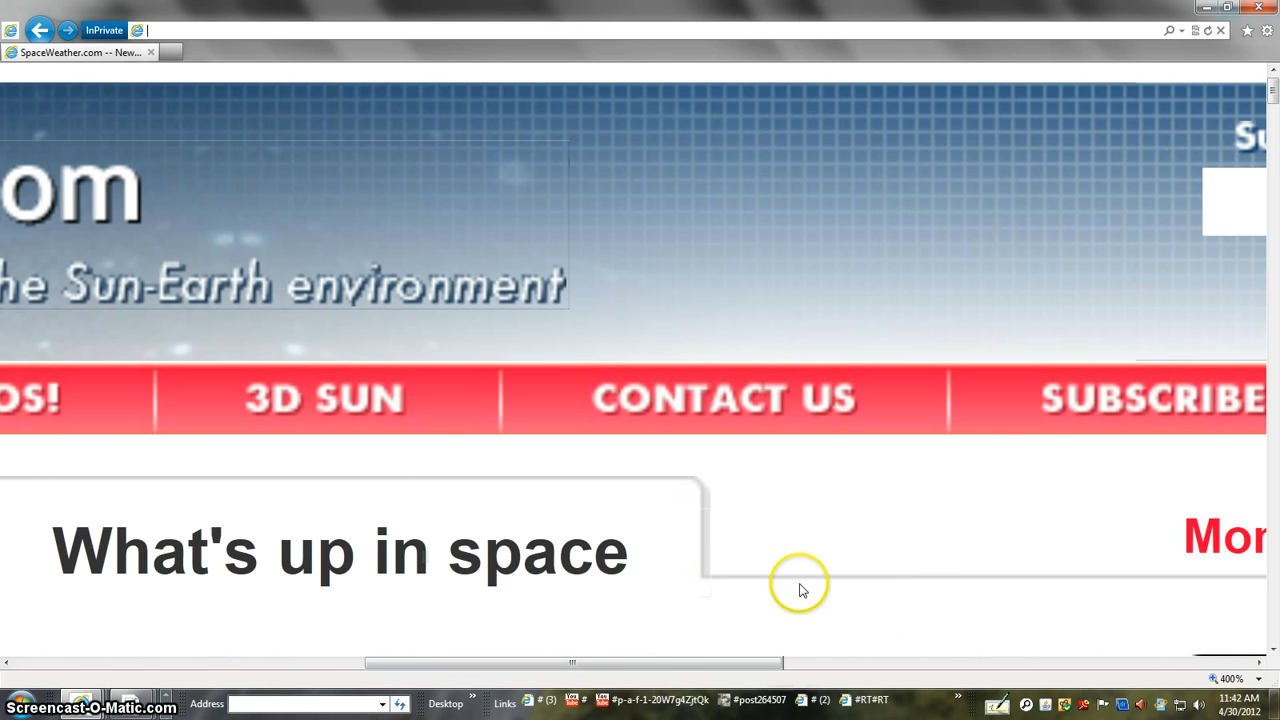 InPrivate
SpaceWeather.com -- New...
om
he Sun-Earth environment
Su
OS!
3D SUN
CONTACT US
SUBSCRIBE
What's up in space
Mon
400%
Address
Desktop
»
Links
# (3)
#
#p-a-f-1-20W7g4ZjtQk
#post264507
# (2)
#RT#RT
»
11:42 AM
4/30/2012
Screencast-O-Matic.com